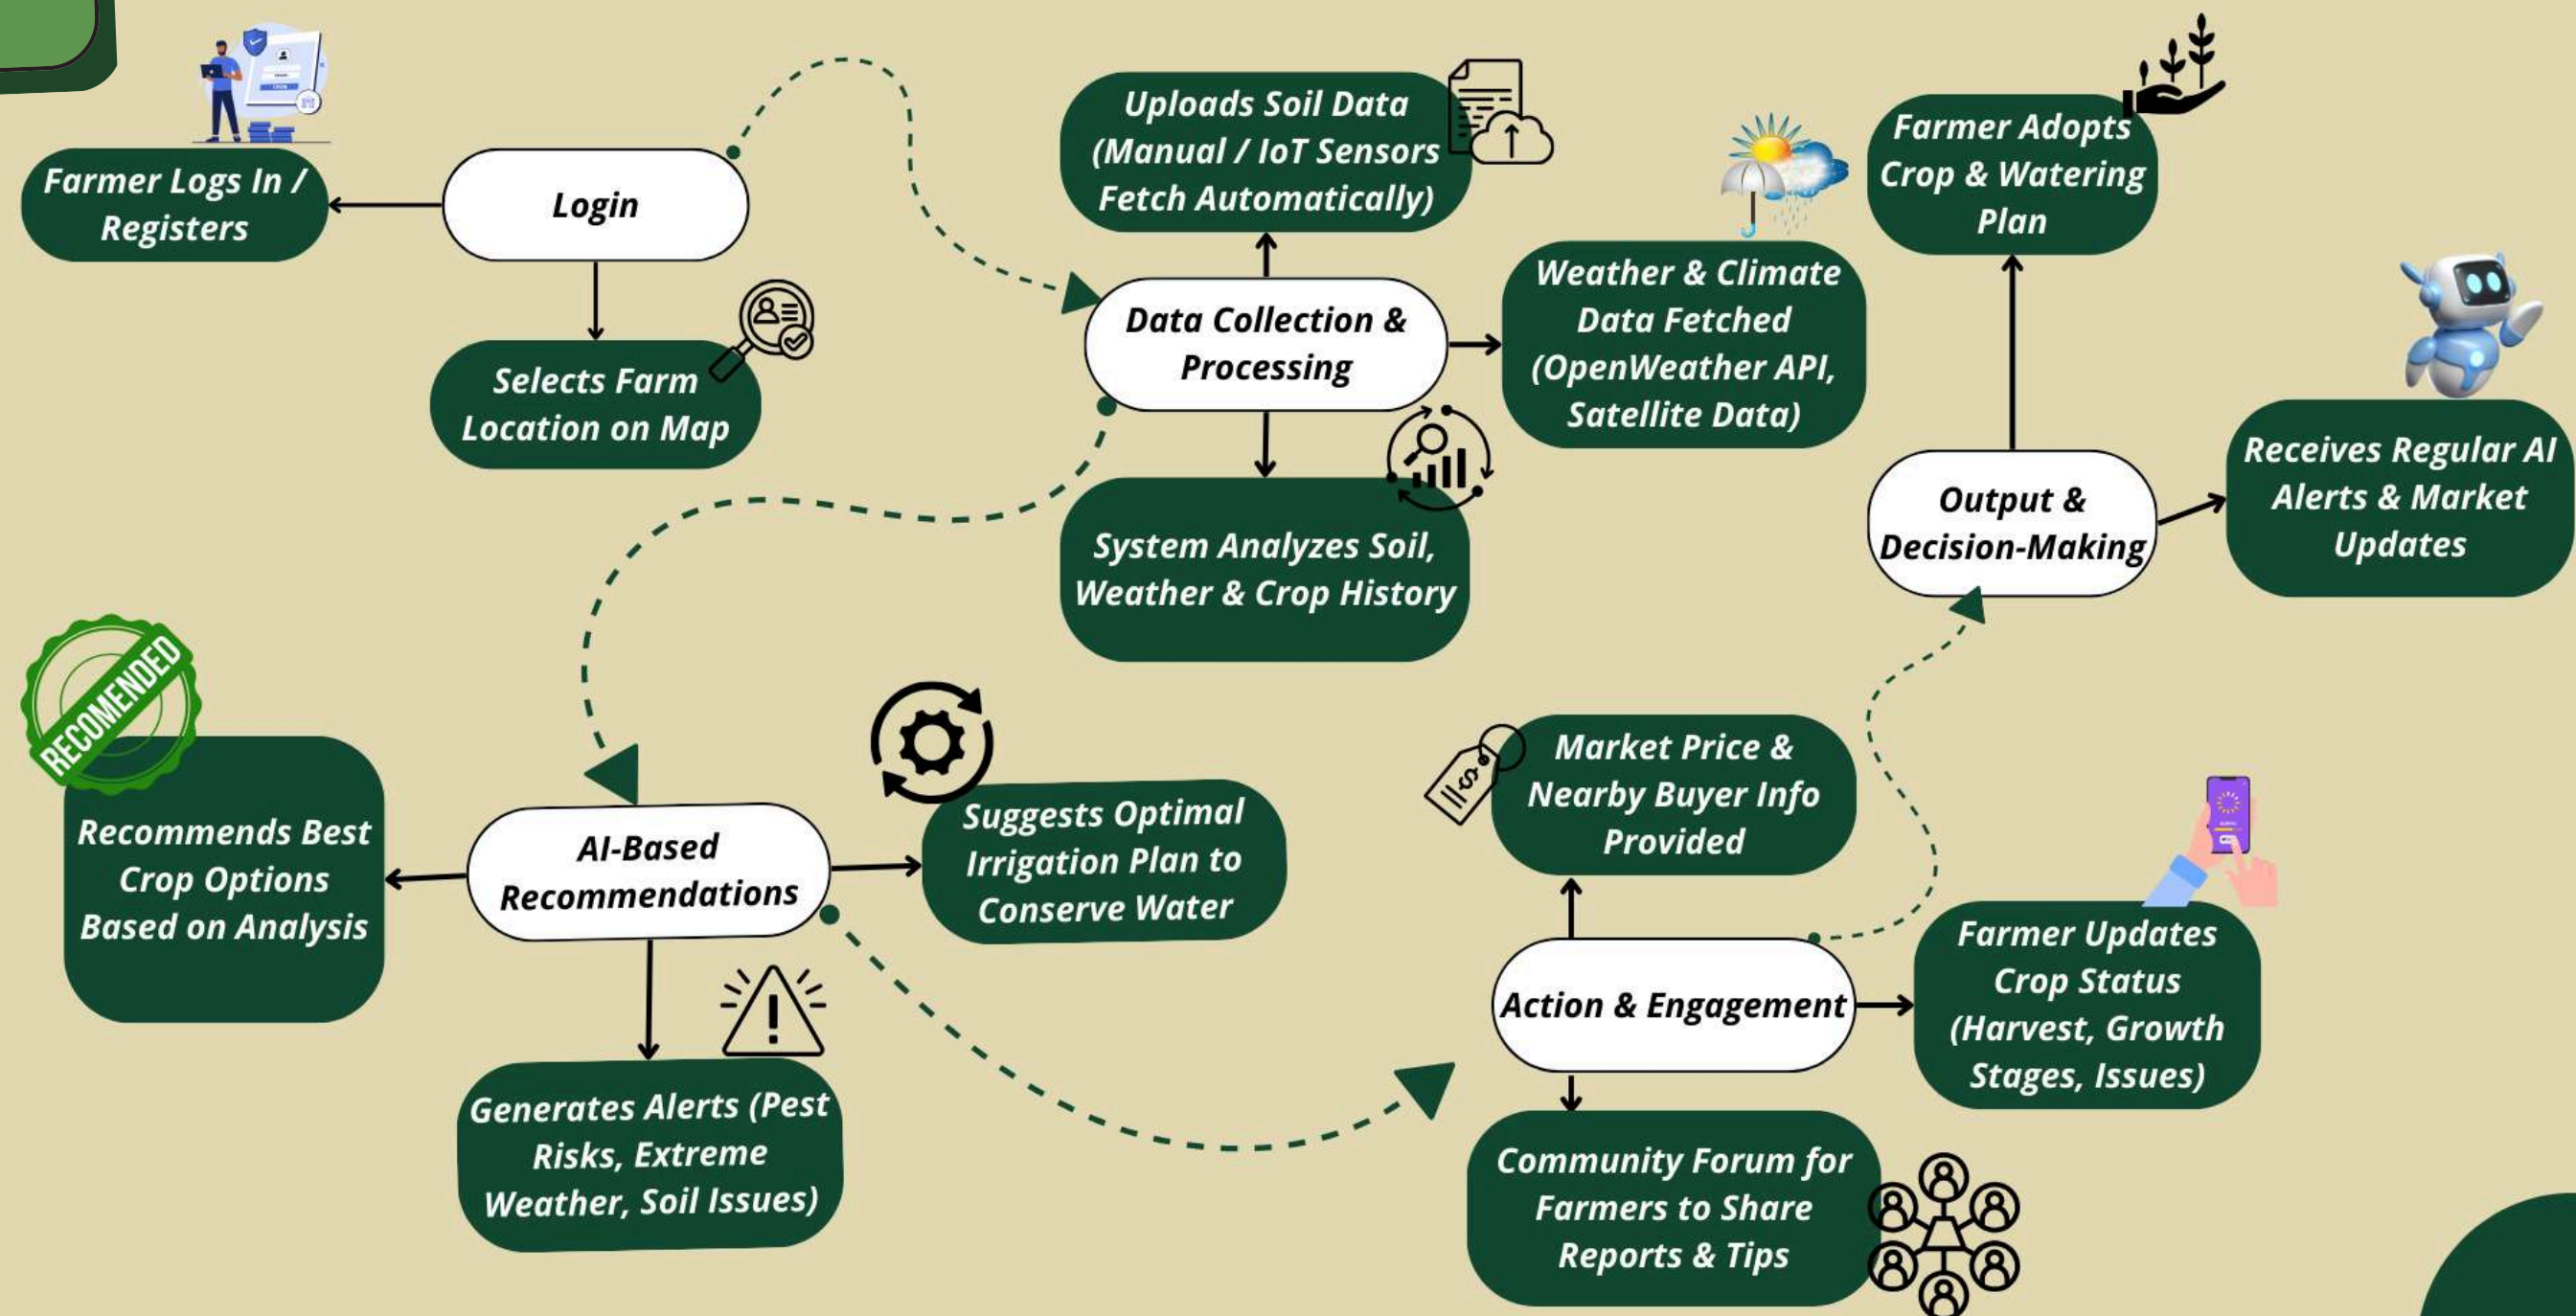 Farmer Logs In /
Registers
Login
Selects Farm
Location on Map
Uploads Soil Data
(Manual / IoT Sensors
Fetch Automatically)
Data Collection &
Processing
Weather & Climate
Data Fetched
(OpenWeather API,
Satellite Data)
System Analyzes Soil,
Weather & Crop History
Farmer Adopts
Crop & Watering
Plan
Output &
Decision-Making
Receives Regular AI
Alerts & Market
Updates
RECOMENDED
Recommends Best
Crop Options
Based on Analysis
AI-Based
Recommendations
Suggests Optimal
Irrigation Plan to
Conserve Water
Generates Alerts (Pest
Risks, Extreme
Weather, Soil Issues)
Market Price &
Nearby Buyer Info
Provided
$
Action & Engagement
Farmer Updates
Crop Status
(Harvest, Growth
Stages, Issues)
Community Forum for
Farmers to Share
Reports & Tips